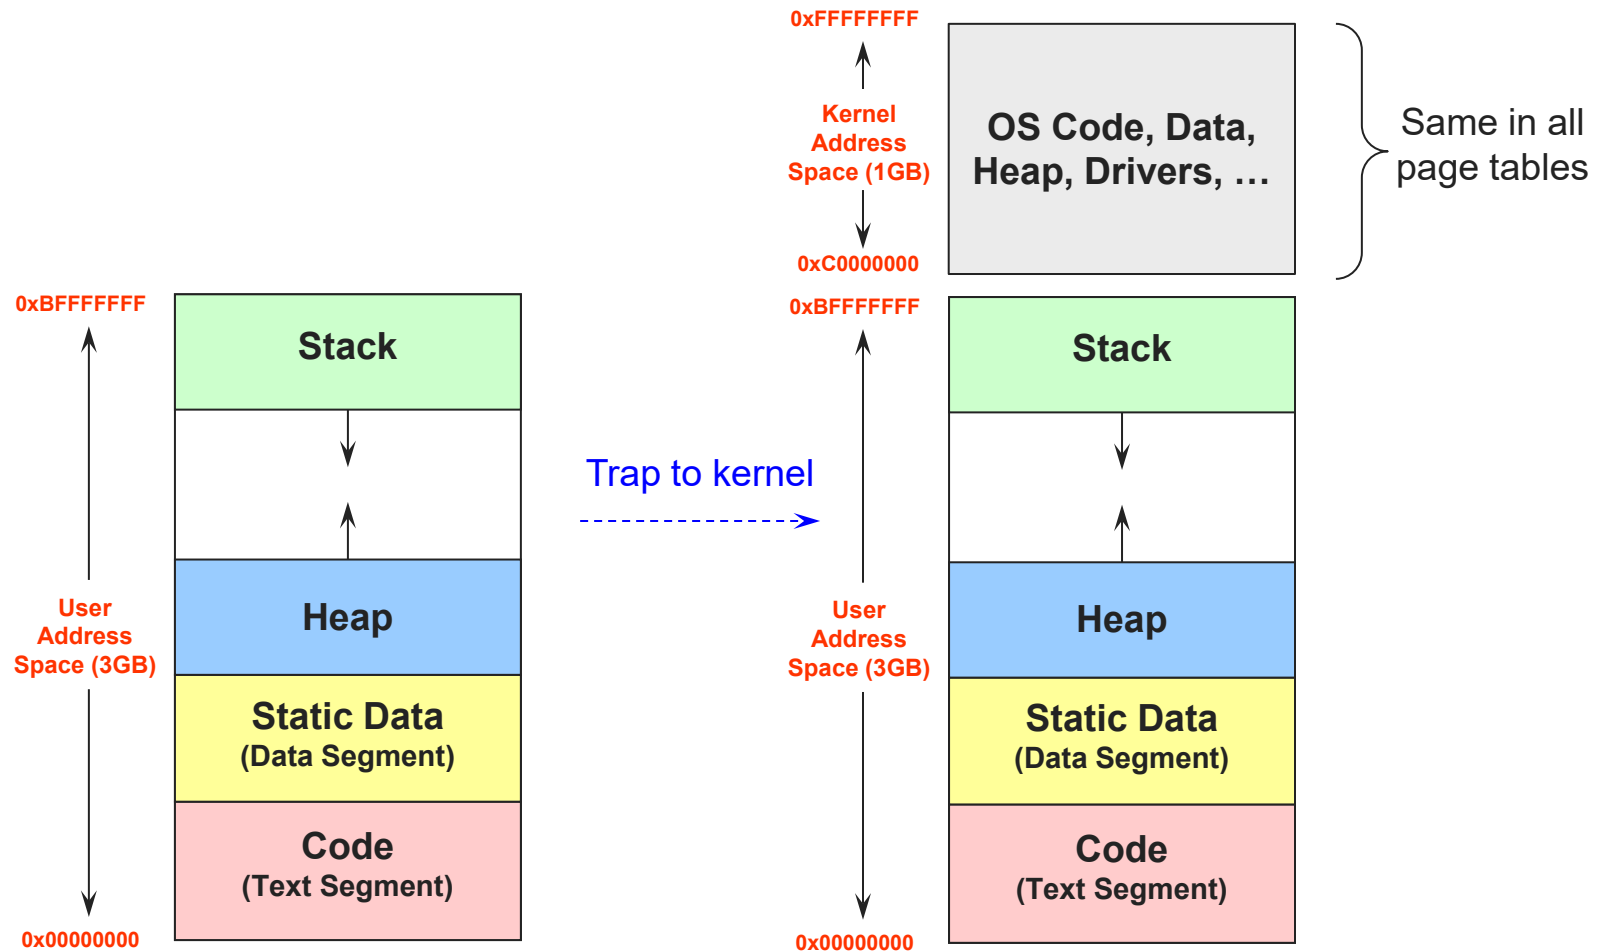 0xBFFFFFFF
Stack
Heap
User
Address
Space (3GB)
Static Data
(Data Segment)
Code
(Text Segment)
0x00000000
Trap to kernel
0xFFFFFFFF
Kernel
Address
Space (1GB)
0xC0000000
OS Code, Data,
Heap, Drivers, …
Same in all
page tables
0xBFFFFFFF
Stack
Heap
User
Address
Space (3GB)
Static Data
(Data Segment)
Code
(Text Segment)
0x00000000